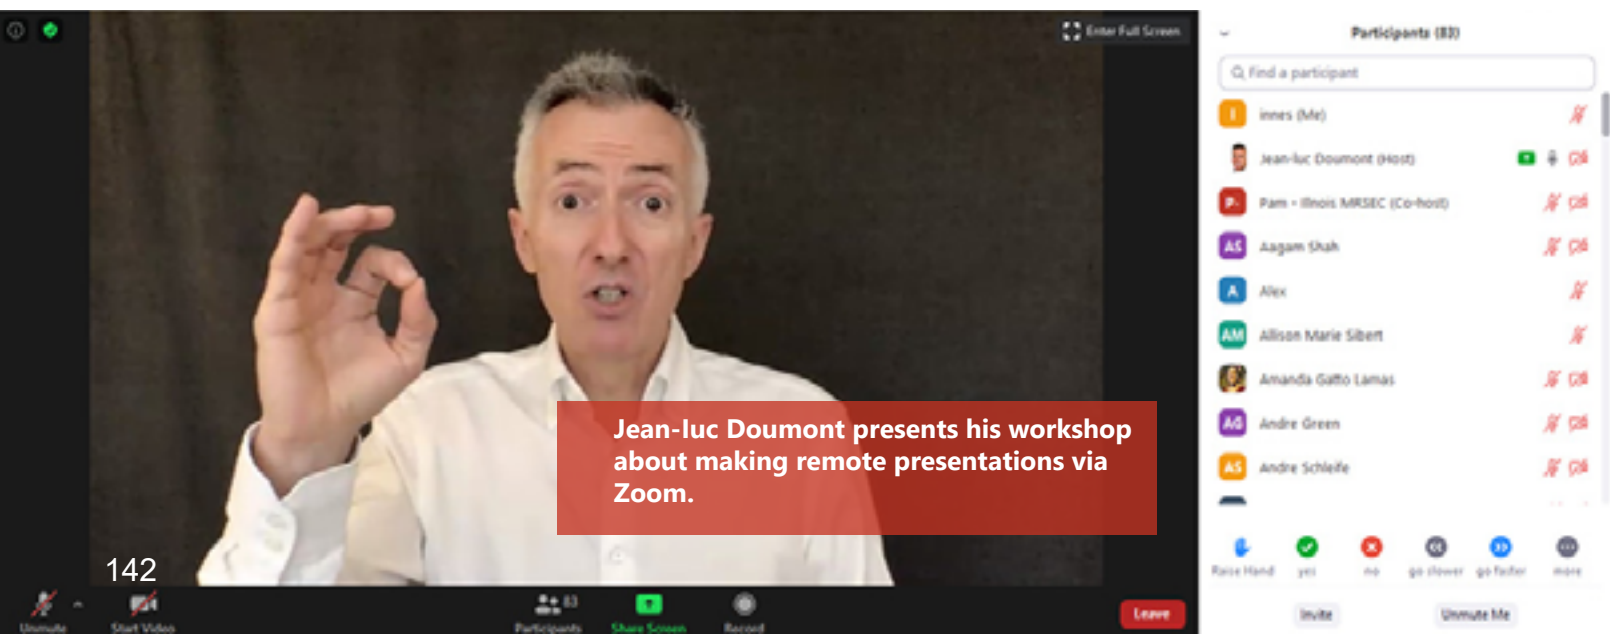 Enter Full Screen
Participants (83)
Find a participant
I innes (Me)
Jean-luc Doumont (Host)
P- Pam - Illinois MRSEC (Co-host)
AS Aagam Shah
A Alex
AM Allison Marie Sibert
Amanda Gatto Lamas
AG Andre Green
AS Andre Schleife
Jean-luc Doumont presents his workshop
about making remote presentations via
Zoom.
142
Raise Hand yes no go slower go faster more
Unmute Start Video Participants 83 Share Screen Record Leave
Invite Unmute Me